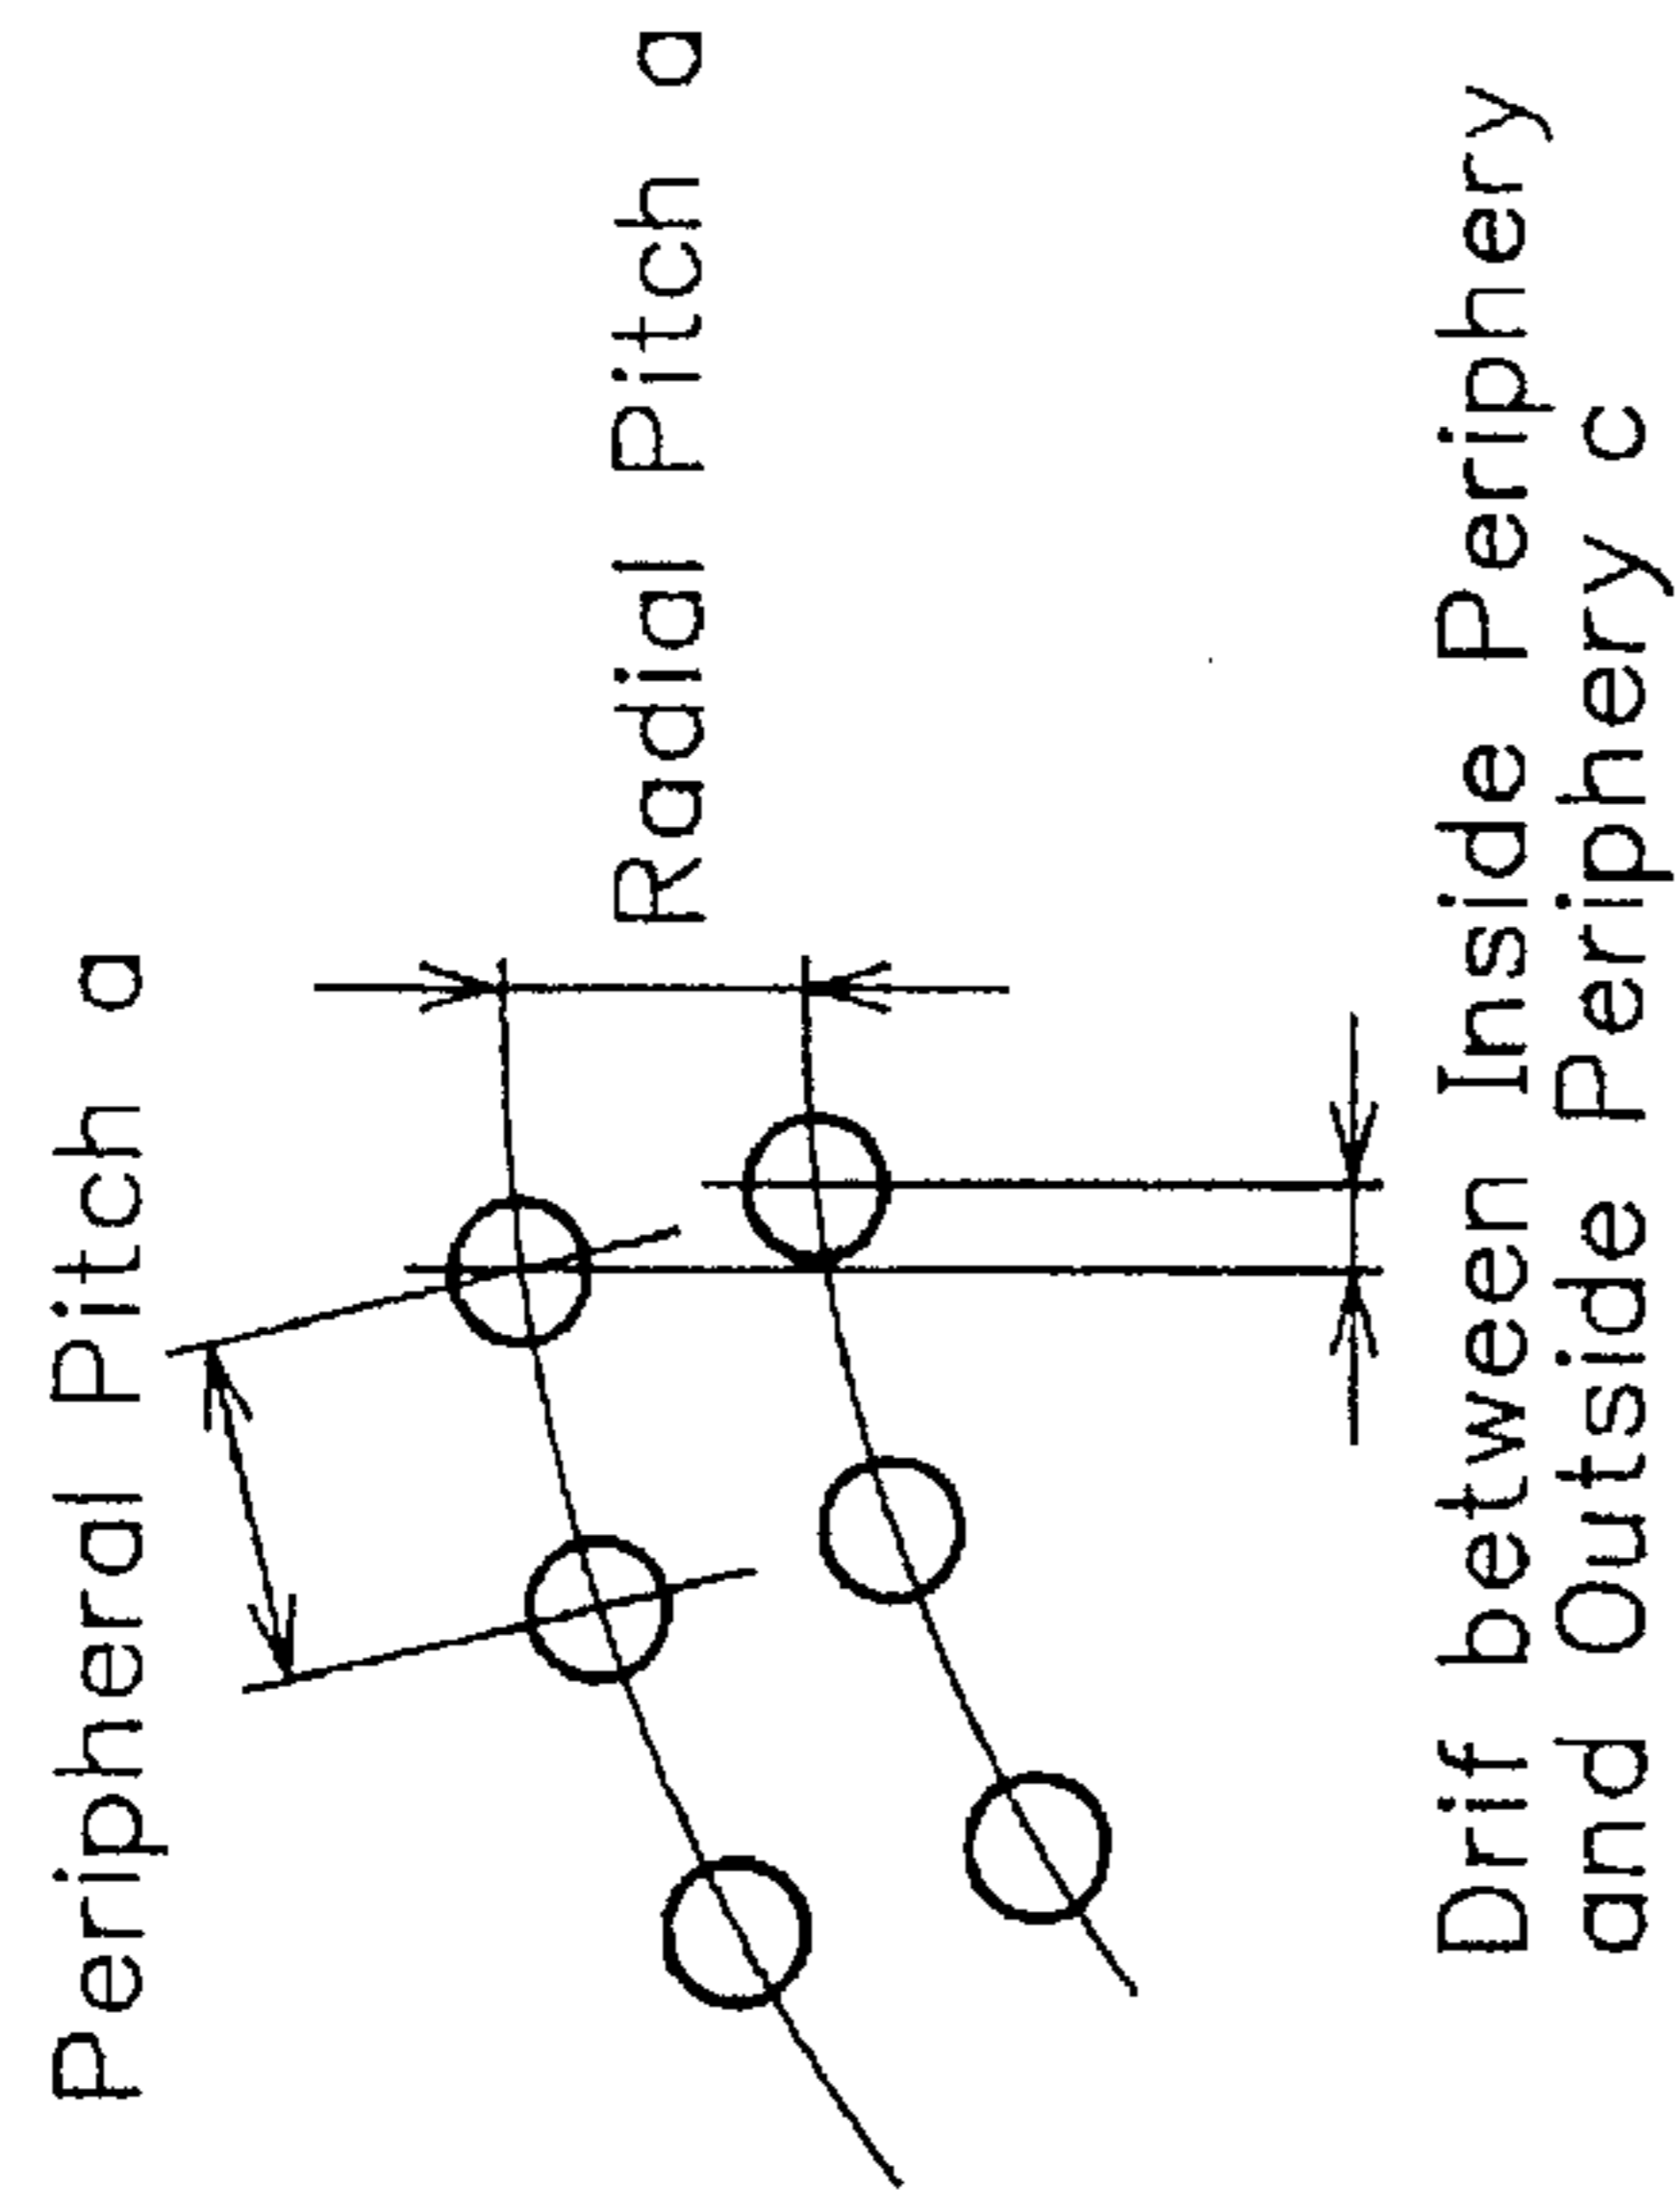 Peripheral Pitch a
Radial Pitch a
Drif between Inside Periphery
and Outside Periphery c